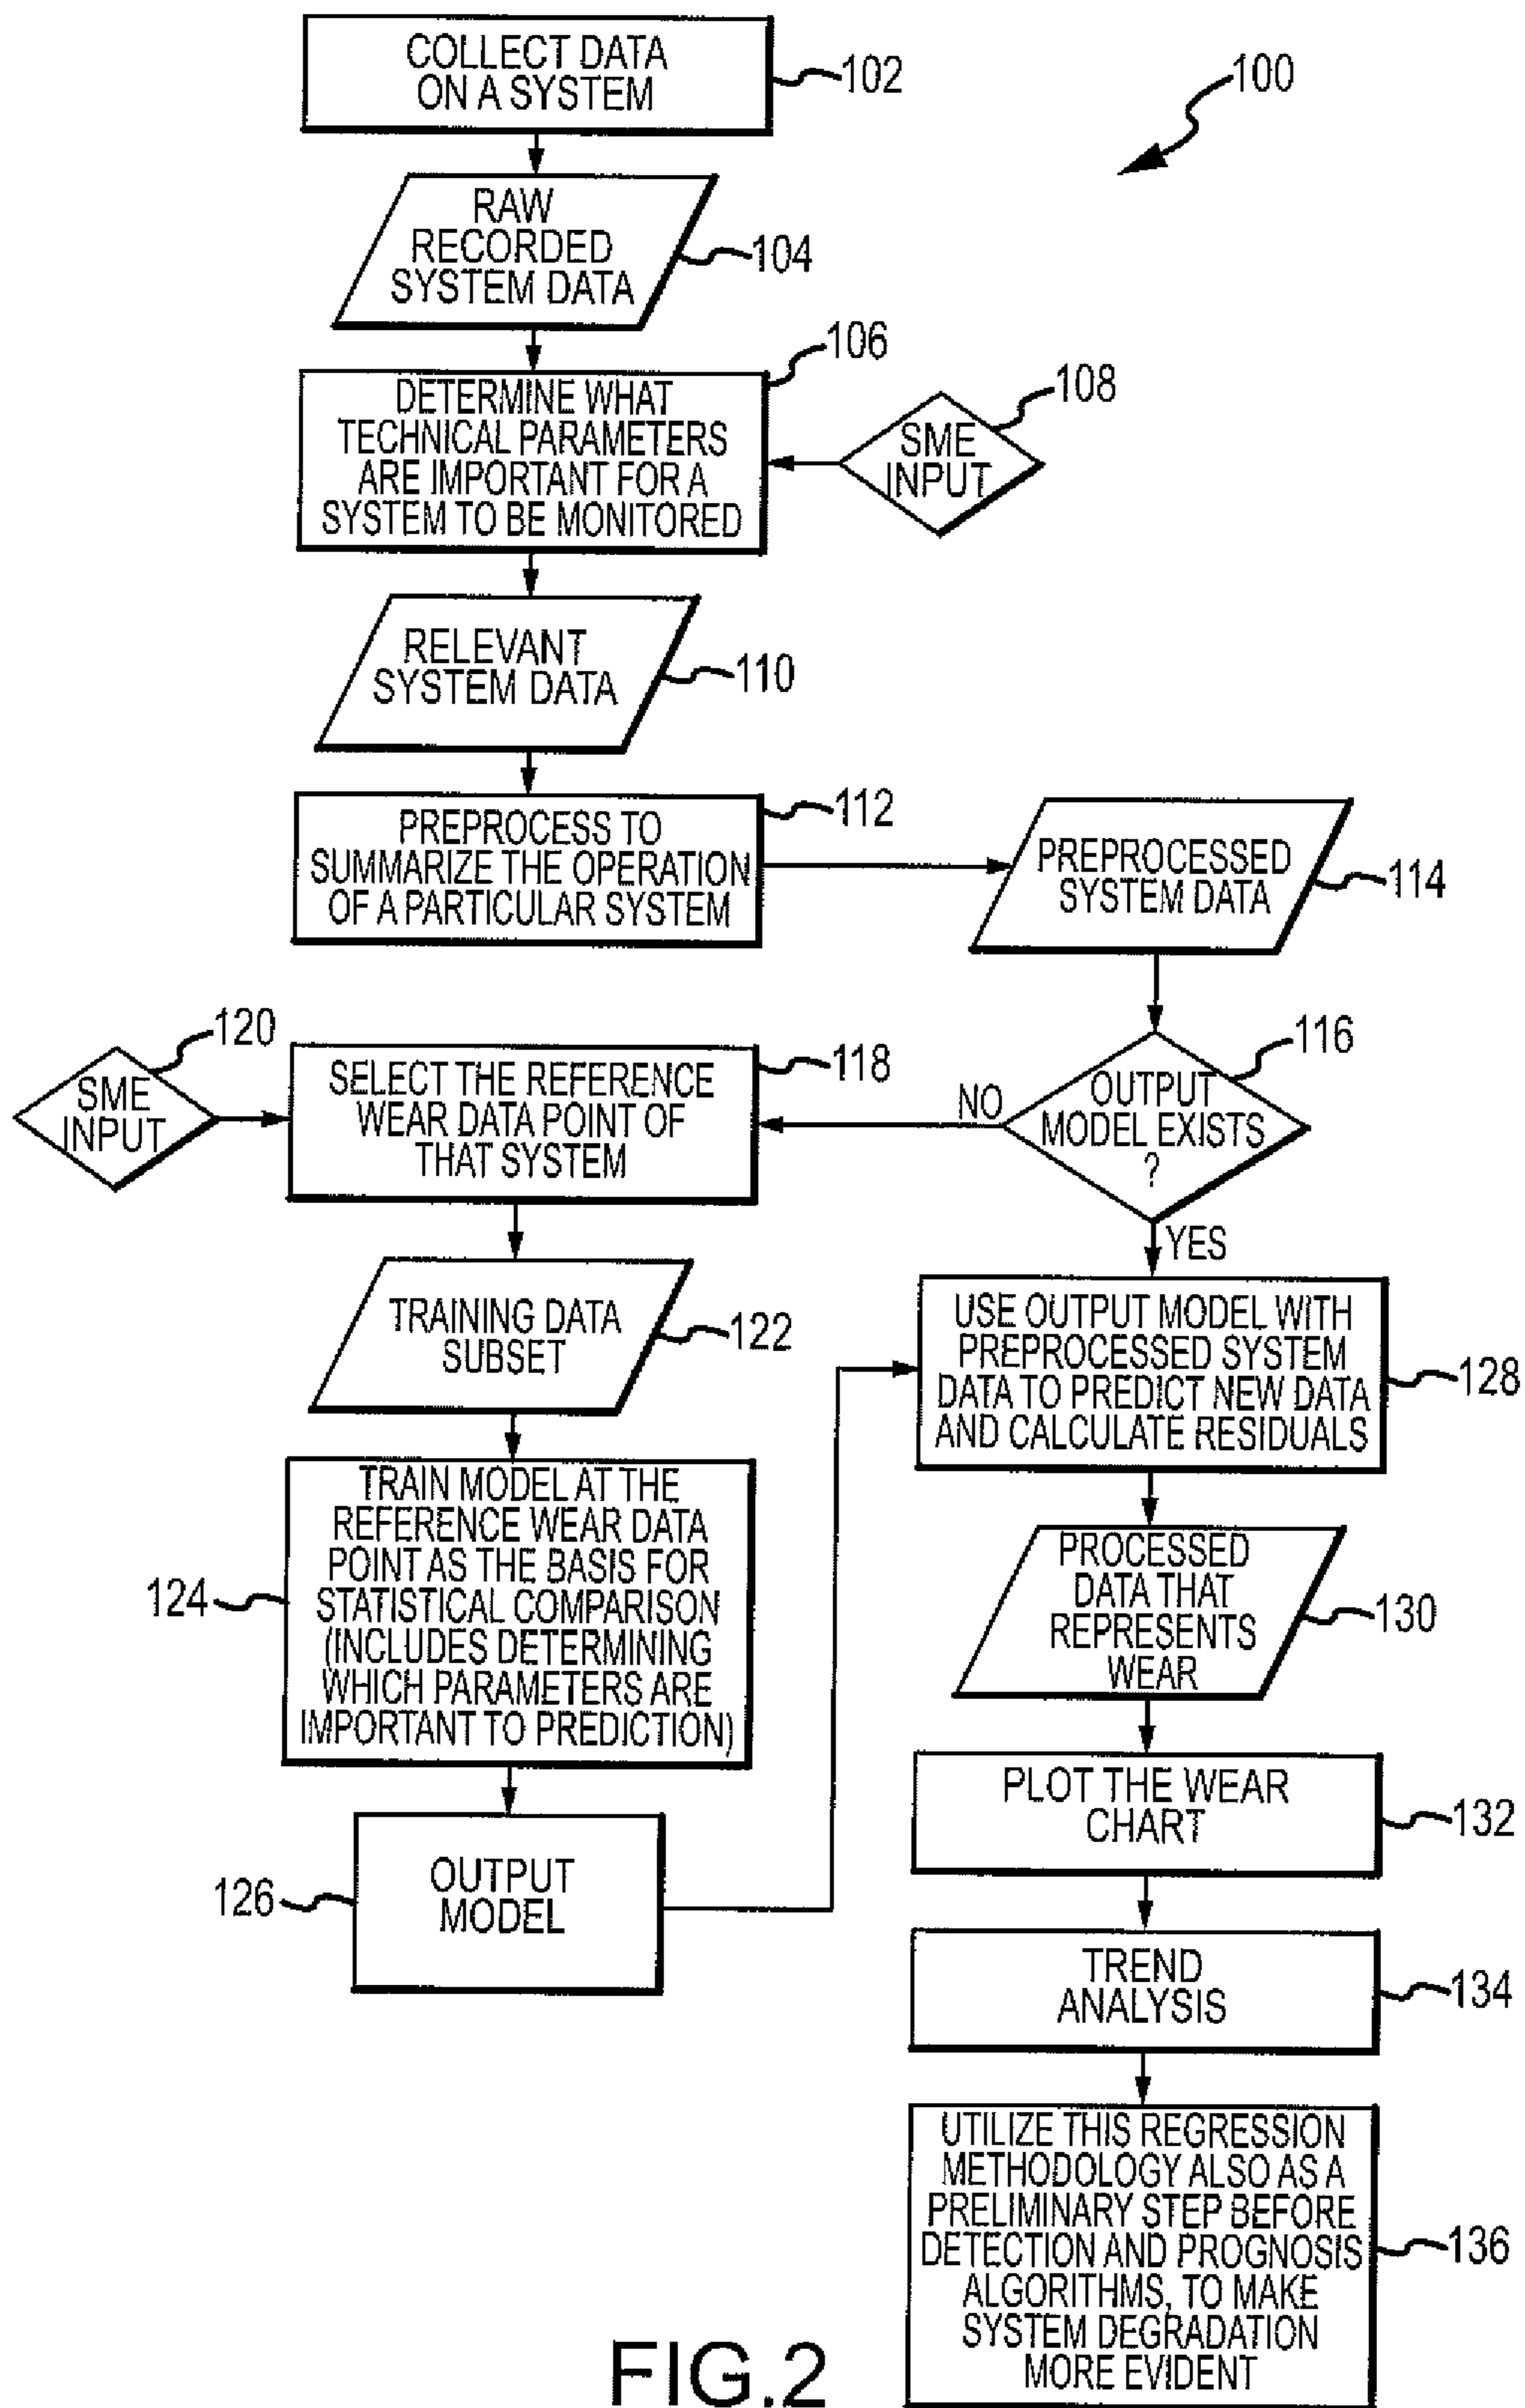 COLLECT DATA
ON A SYSTEM
102
100
RAW
RECORDED
SYSTEM DATA
104
106
DETERMINE WHAT
TECHNICAL PARAMETERS
ARE IMPORTANT FOR A
SYSTEM TO BE MONITORED
108
SME
INPUT
RELEVANT
SYSTEM DATA
110
112
PREPROCESS TO
SUMMARIZE THE OPERATION
OF A PARTICULAR SYSTEM
PREPROCESSED
SYSTEM DATA
114
120
SME
INPUT
118
SELECT THE REFERENCE
WEAR DATA POINT OF
THAT SYSTEM
116
NO
OUTPUT
MODEL EXISTS
?
YES
TRAINING DATA
SUBSET
122
USE OUTPUT MODEL WITH
PREPROCESSED SYSTEM
DATA TO PREDICT NEW DATA
AND CALCULATE RESIDUALS
128
124
TRAIN MODEL AT THE
REFERENCE WEAR DATA
POINT AS THE BASIS FOR
STATISTICAL COMPARISON
(INCLUDES DETERMINING
WHICH PARAMETERS ARE
IMPORTANT TO PREDICTION)
PROCESSED
DATA THAT
REPRESENTS
WEAR
130
126
OUTPUT
MODEL
PLOT THE WEAR
CHART
132
TREND
ANALYSIS
134
UTILIZE THIS REGRESSION
METHODOLOGY ALSO AS A
PRELIMINARY STEP BEFORE
DETECTION AND PROGNOSIS
ALGORITHMS, TO MAKE
SYSTEM DEGRADATION
MORE EVIDENT
136
FIG.2